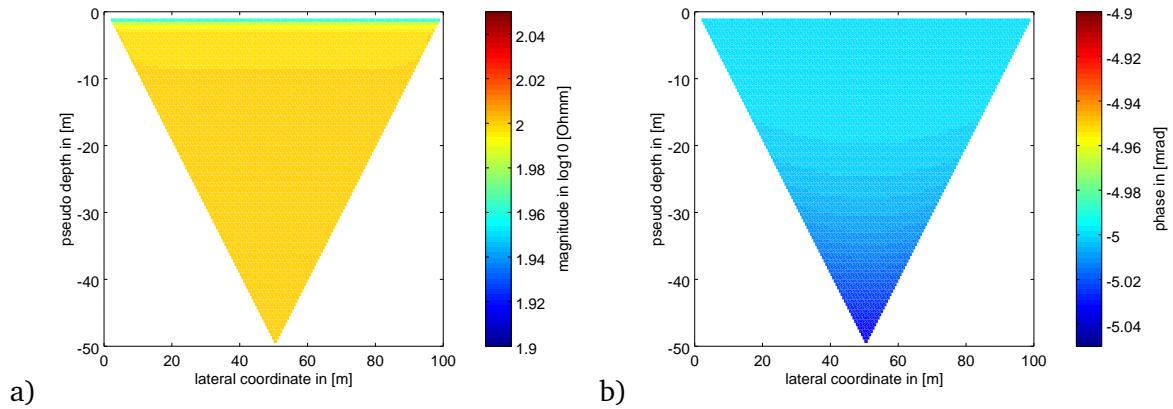 0
-10
-20
-30
-40
-50
pseudo depth in [m]
0 20 40 60 80 100
lateral coordinate in [m]
2.04
2.02
2
1.98
1.96
1.94
1.92
1.9
magnitude in log10 [Ohmm]
a)
0
-10
-20
-30
-40
-50
pseudo depth in [m]
0 20 40 60 80 100
lateral coordinate in [m]
-4.9
-4.92
-4.94
-4.96
-4.98
-5
-5.02
-5.04
phase in [mrad]
b)